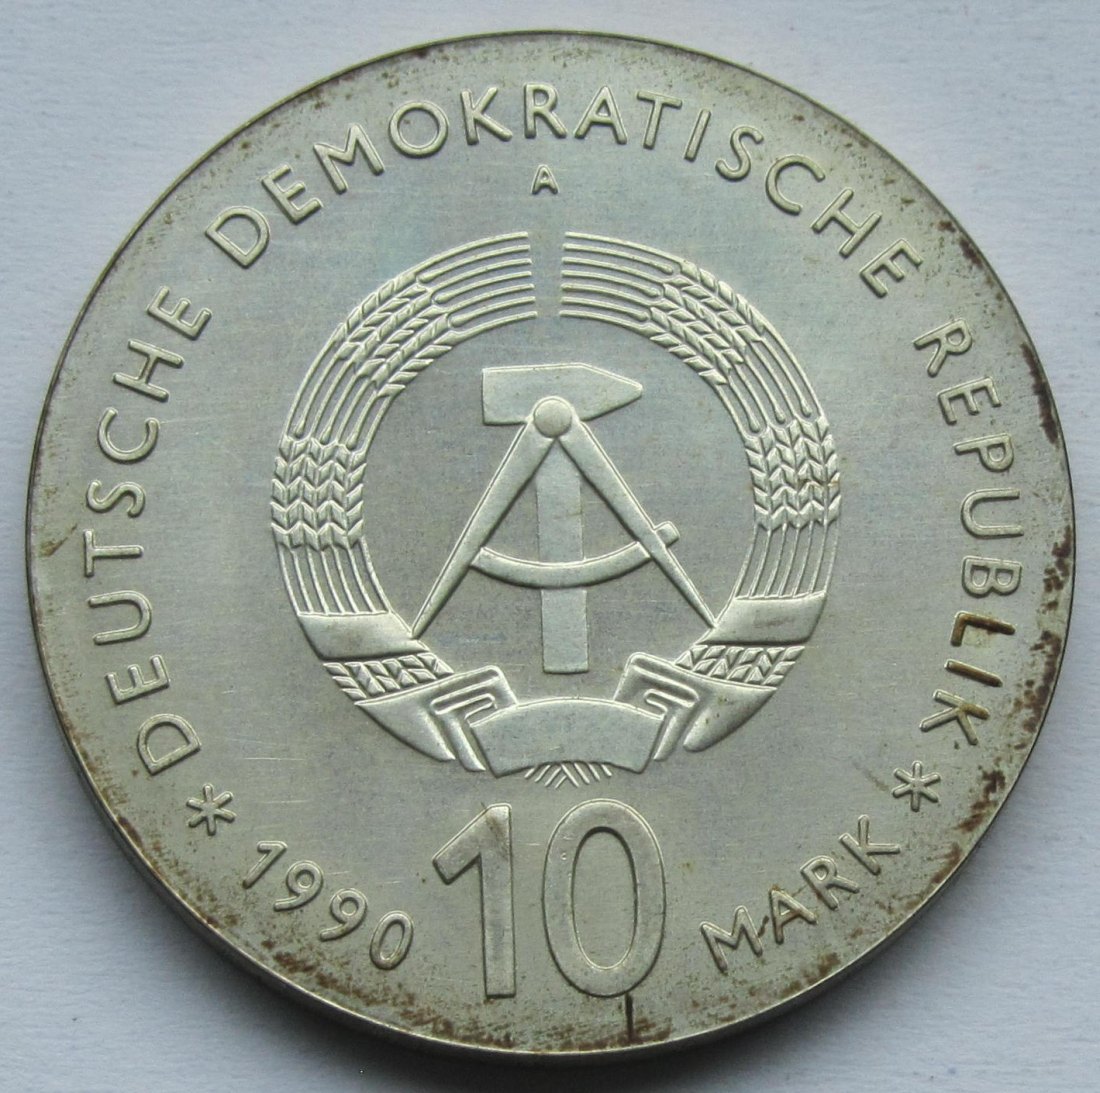 * DEUTSCHE DEMOKRATISCHE REPUBLIK *
A
10
1990
MARK